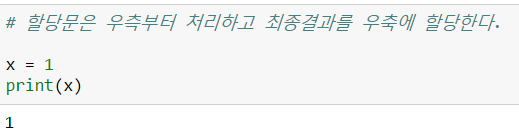 # 할당문은 우측부터 처리하고 최종결과를 우축에 할당한다.
x = 1
print(x)
1